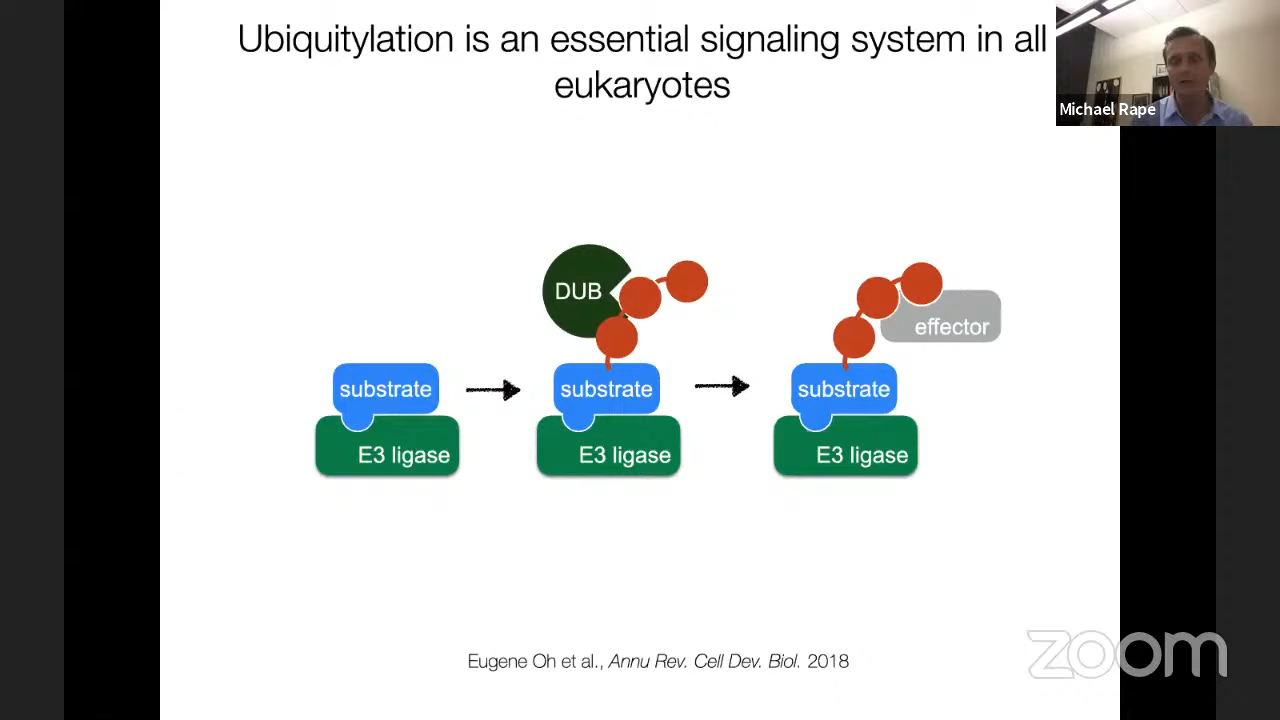 Ubiquitylation is an essential signaling system in all
eukaryotes
Michael Rape
DUB
effector
substrate
substrate
substrate
E3 ligase
E3 ligase
E3 ligase
Eugene Oh et al., Annu Rev. Cell Dev. Biol. 2018
zoom